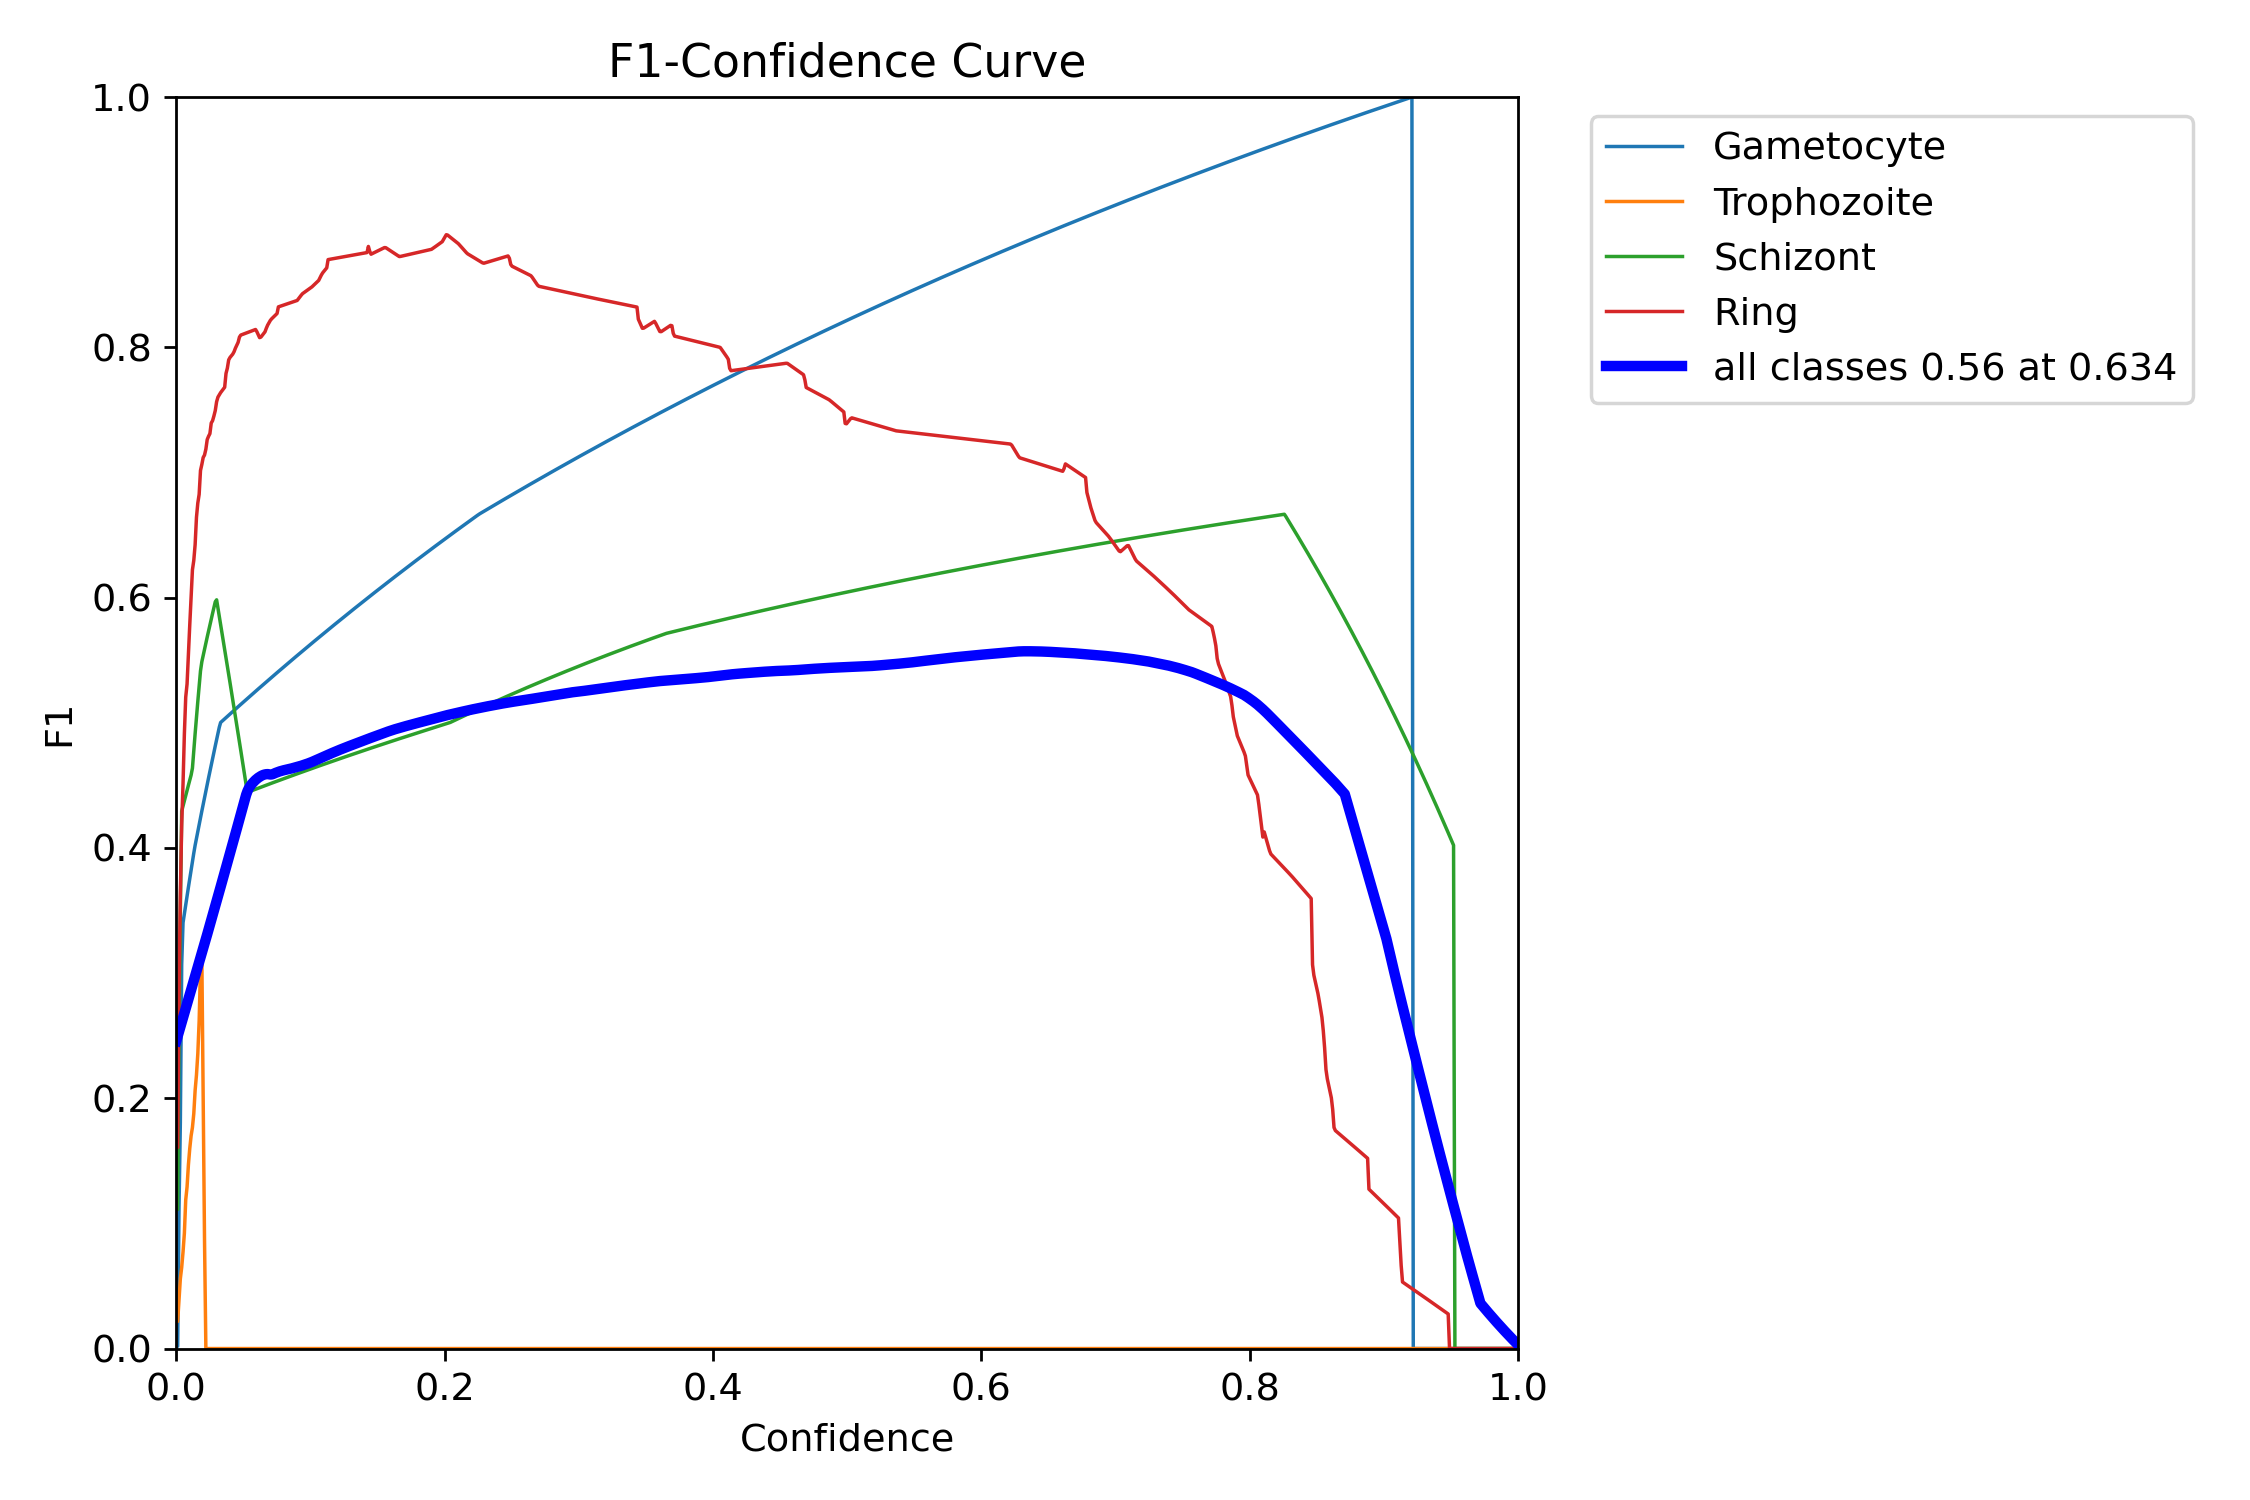 F1-Confidence Curve
1.0
0.8
0.6
0.4
0.2
0.0
F1
0.0 0.2 0.4 0.6 0.8 1.0
Confidence
Gametocyte
Trophozoite
Schizont
Ring
all classes 0.56 at 0.634